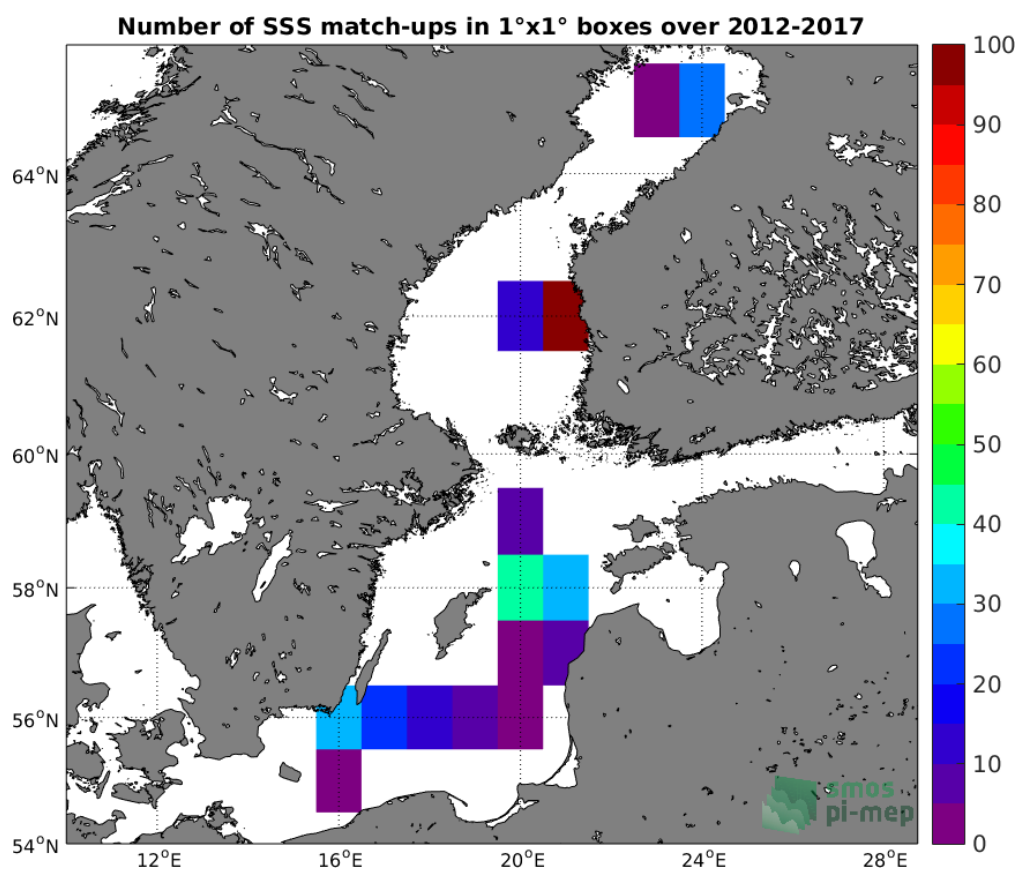 Number of SSS match-ups in 1°x1° boxes over 2012-2017
64°N
62°N
60°N
58°N
56°N
54°N
12°E
16°E
20°E
24°E
28°E
100
90
80
70
60
50
40
30
20
10
0
smos
pi-mep